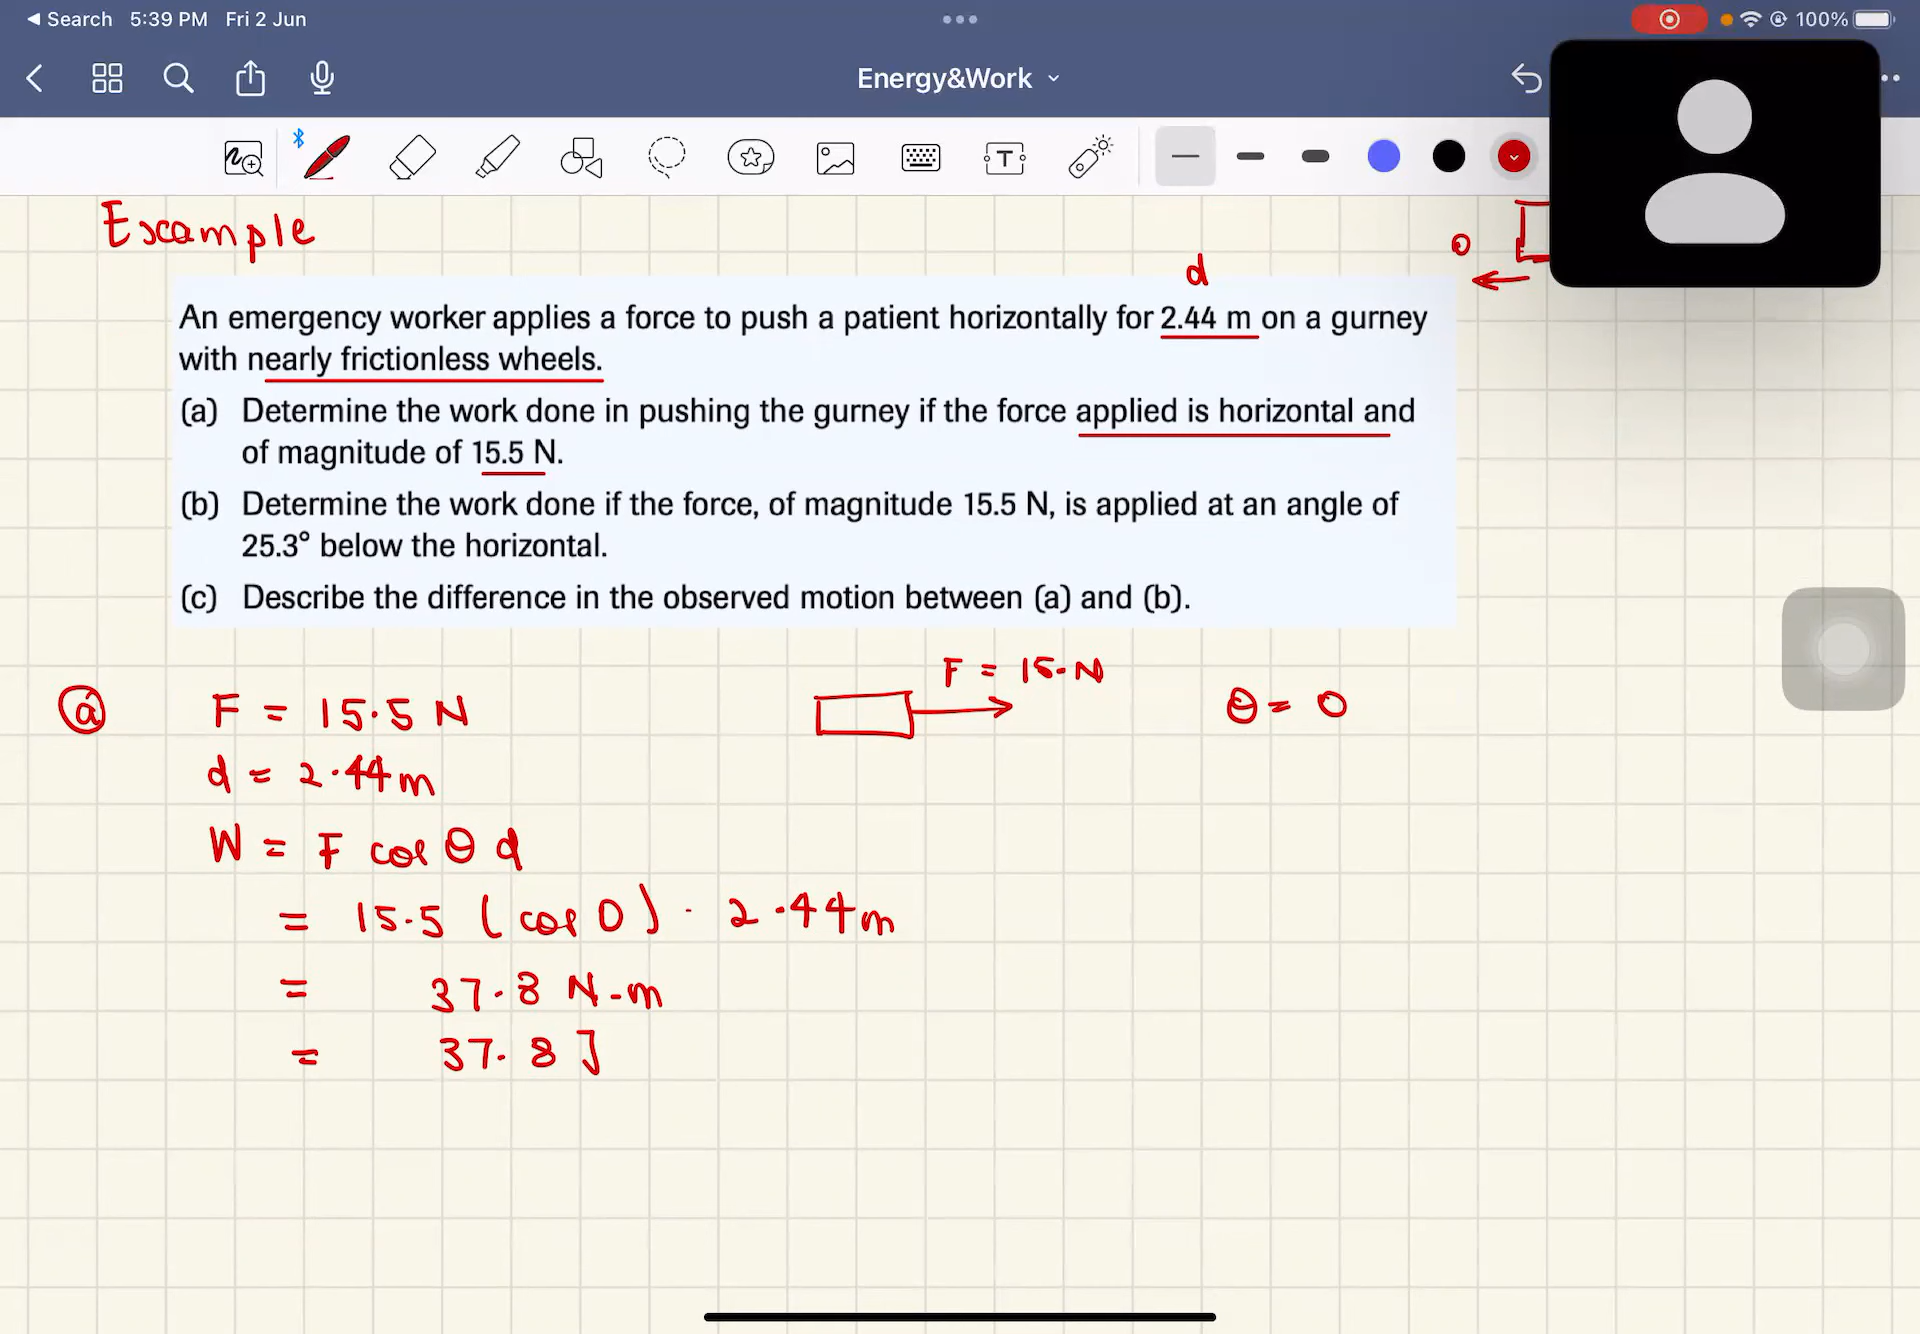 Search 5:39 PM Fri 2 Jun
100%
Energy&Work
T
Example
d
0
An emergency worker applies a force to push a patient horizontally for 2.44 m on a gurney
with nearly frictionless wheels.
(a) Determine the work done in pushing the gurney if the force applied is horizontal and
of magnitude of 15.5 N.
(b) Determine the work done if the force, of magnitude 15.5 N, is applied at an angle of
25.3° below the horizontal.
(c) Describe the difference in the observed motion between (a) and (b).
F = 15. N
ⓐ F = 15.5 N
θ = 0
d = 2.44 m
W = F cos θ d
= 15.5 (cos 0) · 2.44 m
= 37.8 N-m
= 37.8 J